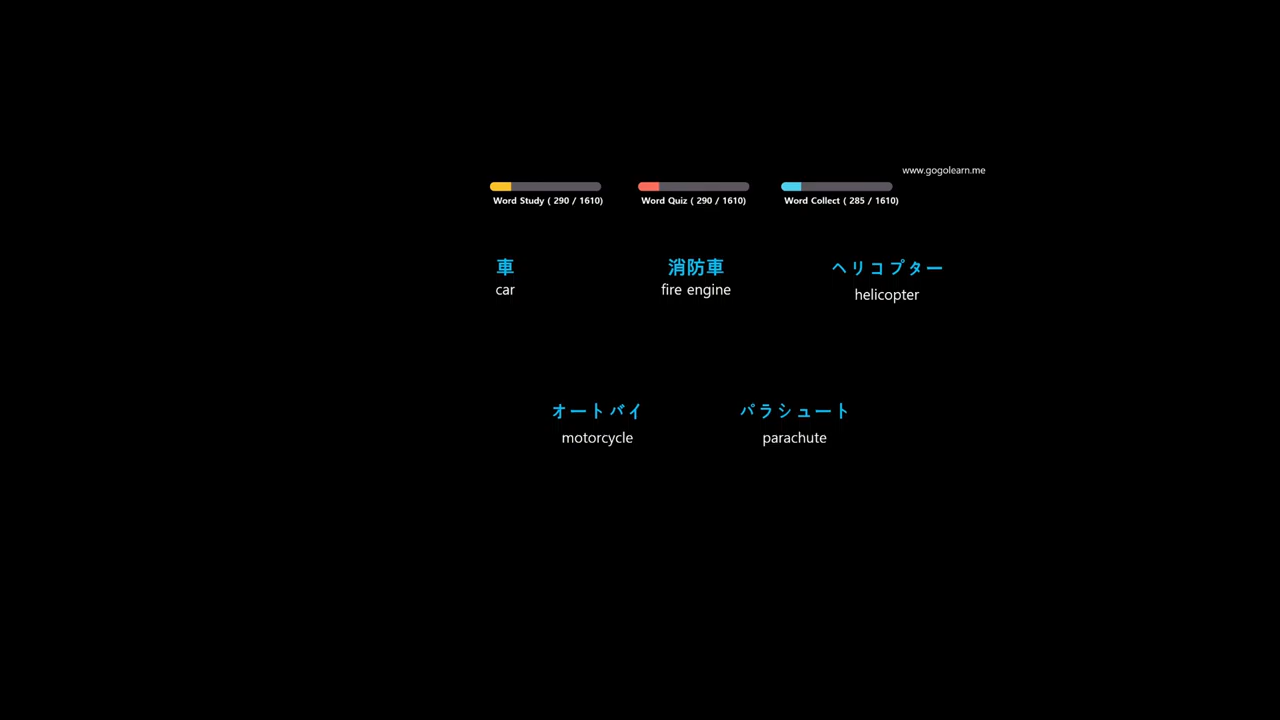 www.gogolearn.me
Word Study ( 290 / 1610)
Word Quiz ( 290 / 1610)
Word Collect ( 285 / 1610)
車
car
消防車
fire engine
ヘリコプター
helicopter
オートバイ
motorcycle
パラシュート
parachute